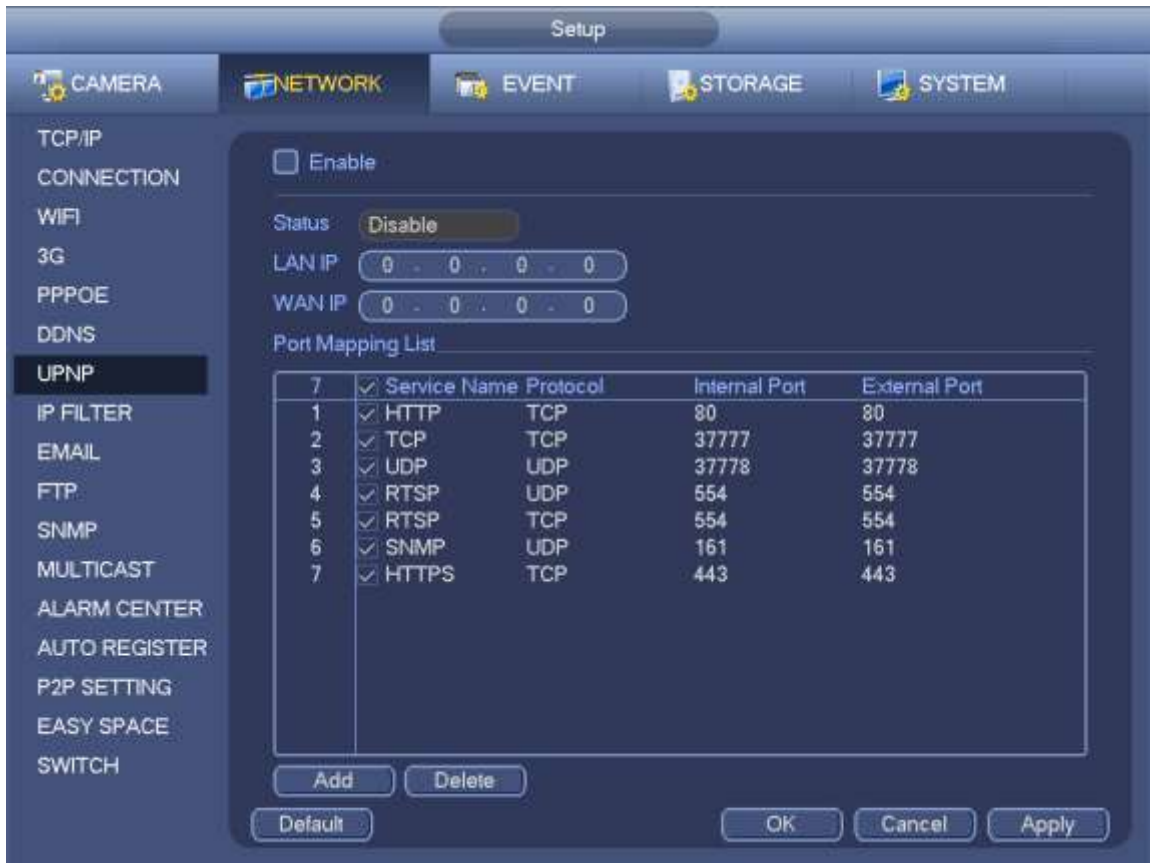 Setup
CAMERA NETWORK EVENT STORAGE SYSTEM
TCP/IP
CONNECTION
WIFI
3G
PPPOE
DDNS
UPNP
IP FILTER
EMAIL
FTP
SNMP
MULTICAST
ALARM CENTER
AUTO REGISTER
P2P SETTING
EASY SPACE
SWITCH
Enable
Status Disable
LAN IP 0 . 0 . 0 . 0
WAN IP 0 . 0 . 0 . 0
Port Mapping List
7 Service Name Protocol Internal Port External Port
1 HTTP TCP 80 80
2 TCP TCP 37777 37777
3 UDP UDP 37778 37778
4 RTSP UDP 554 554
5 RTSP TCP 554 554
6 SNMP UDP 161 161
7 HTTPS TCP 443 443
Add Delete
Default OK Cancel Apply